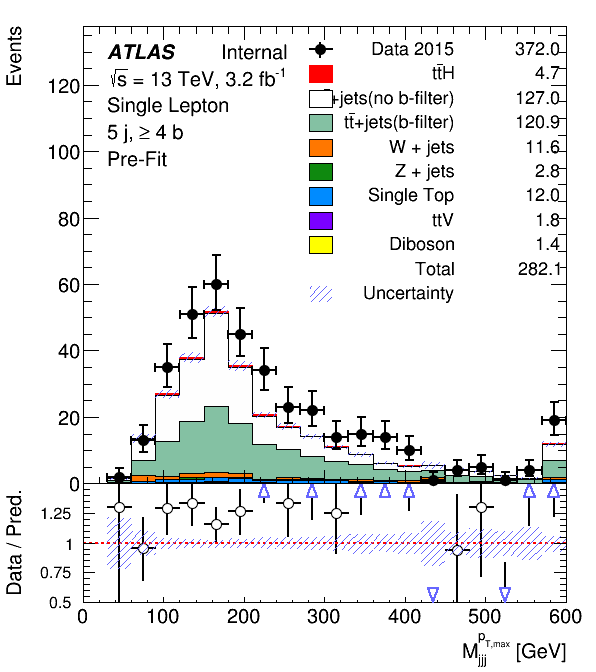 Events
ATLAS Internal
√s = 13 TeV, 3.2 fb⁻¹
Single Lepton
5 j, ≥ 4 b
Pre-Fit
Data 2015 372.0
tt̄H 4.7
+jets(no b-filter) 127.0
tt̄+jets(b-filter) 120.9
W + jets 11.6
Z + jets 2.8
Single Top 12.0
ttV 1.8
Diboson 1.4
Total 282.1
Uncertainty
120
100
80
60
40
20
0
Data / Pred.
1.25
1
0.75
0.5
0 100 200 300 400 500 600
M_jjj^pT,max [GeV]